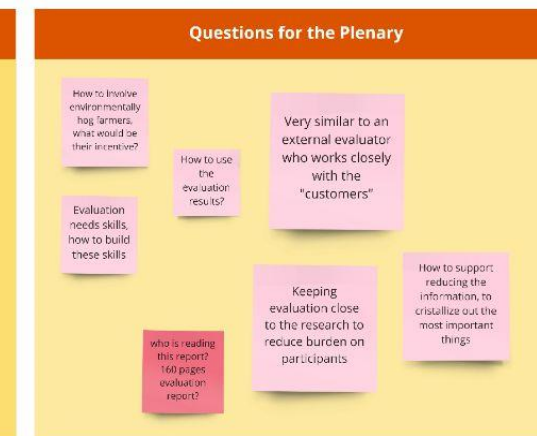 Questions for the Plenary
How to involve
environmentally
hog farmers,
what would be
their incentive?
How to use
the
evaluation
results?
Very similar to an
external evaluator
who works closely
with the
"customers"
Evaluation
needs skills,
how to build
these skills
Keeping
evaluation close
to the research to
reduce burden on
participants
How to support
reducing the
information, to
cristallize out the
most important
things
who is reading
this report?
160 pages
evaluation
report?